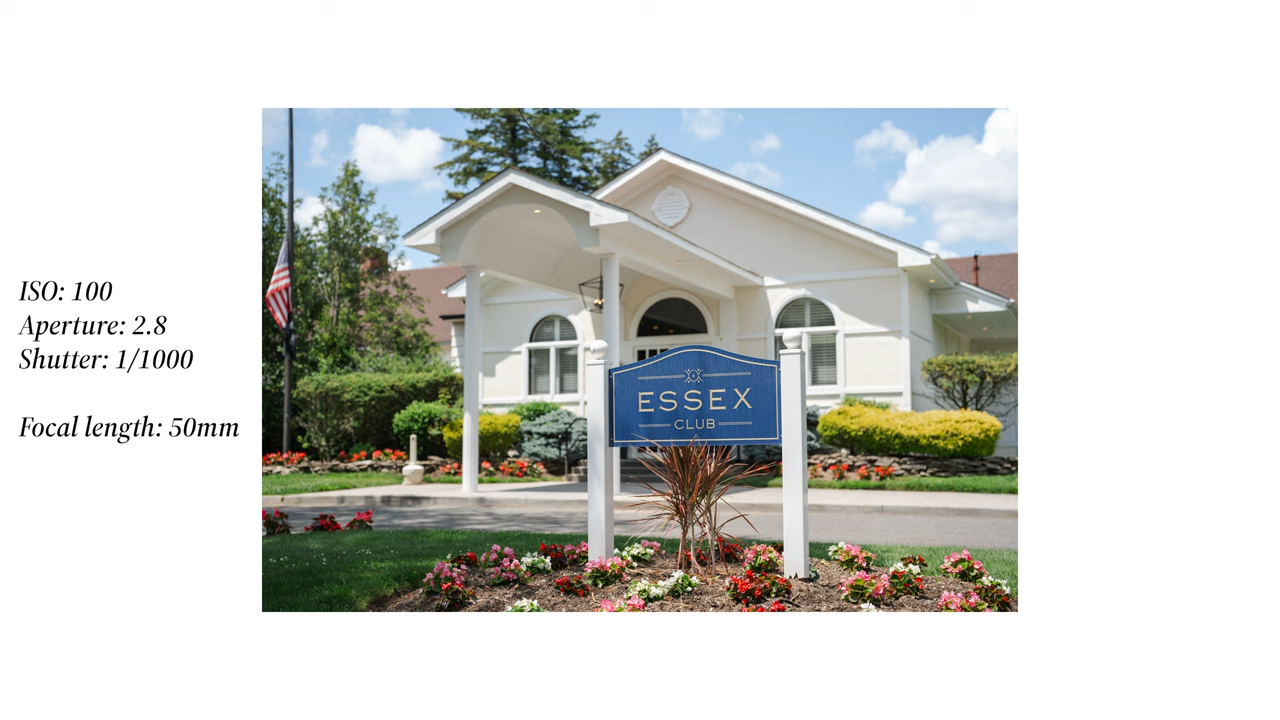 ISO: 100
Aperture: 2.8
Shutter: 1/1000
Focal length: 50mm
ESSEX
CLUB